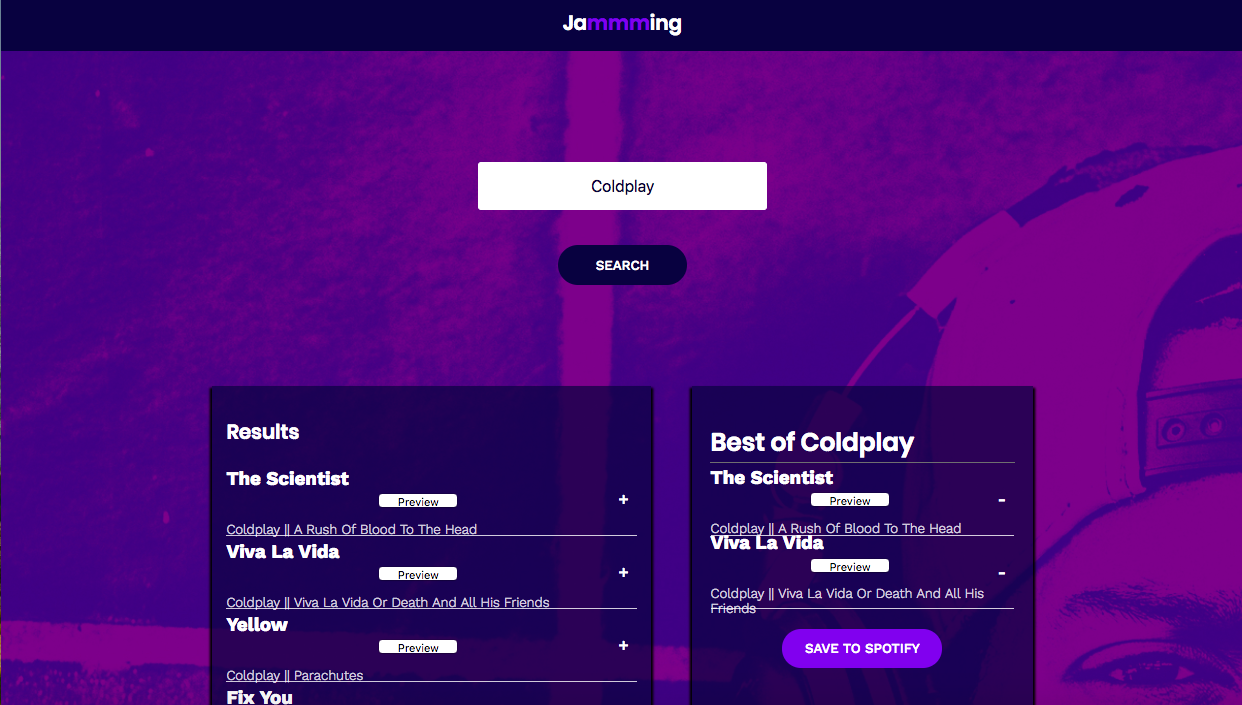 Jammming
Coldplay
SEARCH
Results
The Scientist
Preview
+
Coldplay || A Rush Of Blood To The Head
Viva La Vida
Preview
+
Coldplay || Viva La Vida Or Death And All His Friends
Yellow
Preview
+
Coldplay || Parachutes
Fix You
Best of Coldplay
The Scientist
Preview
-
Coldplay || A Rush Of Blood To The Head
Viva La Vida
Preview
-
Coldplay || Viva La Vida Or Death And All His
Friends
SAVE TO SPOTIFY